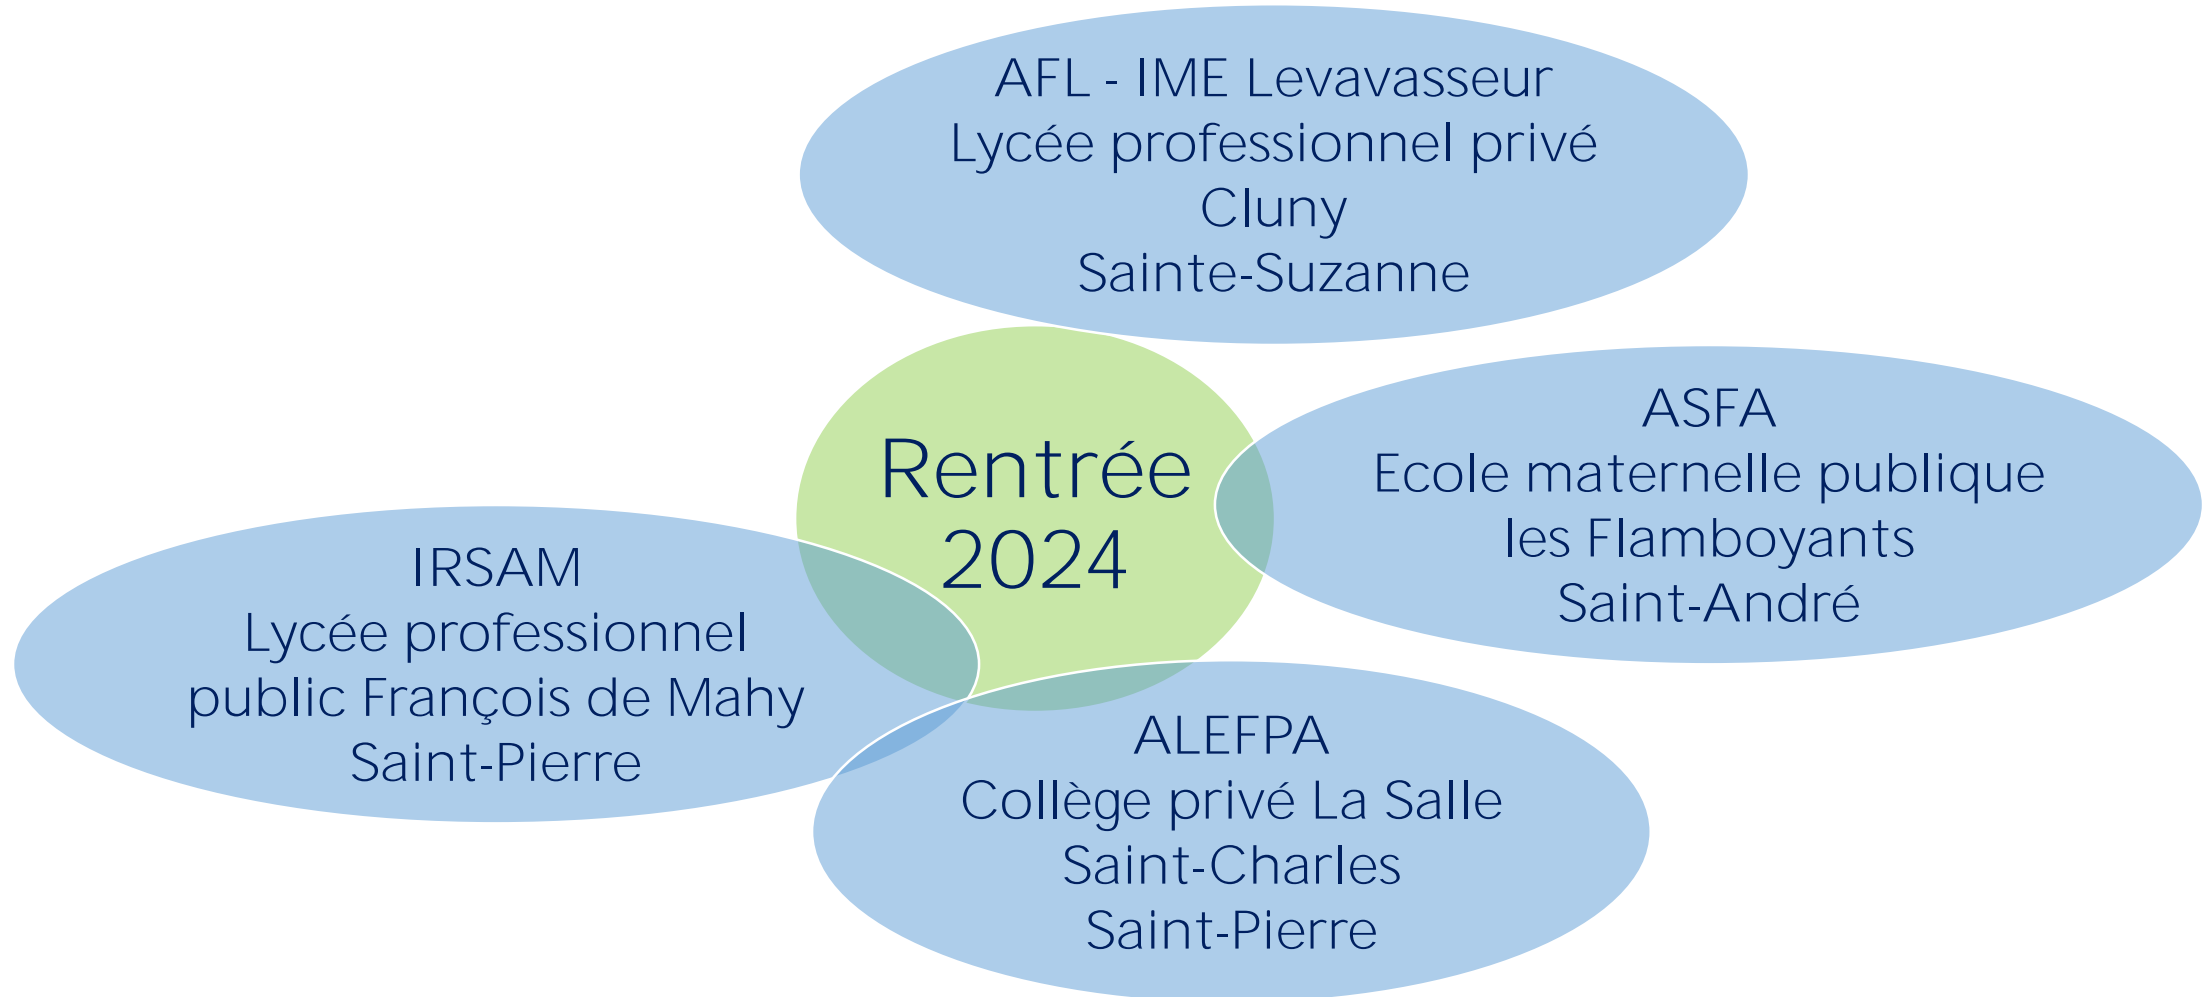 AFL - IME Levavasseur
Lycée professionnel privé
Cluny
Sainte-Suzanne
Rentrée
2024
ASFA
Ecole maternelle publique
les Flamboyants
Saint-André
IRSAM
Lycée professionnel
public François de Mahy
Saint-Pierre
ALEFPA
Collège privé La Salle
Saint-Charles
Saint-Pierre